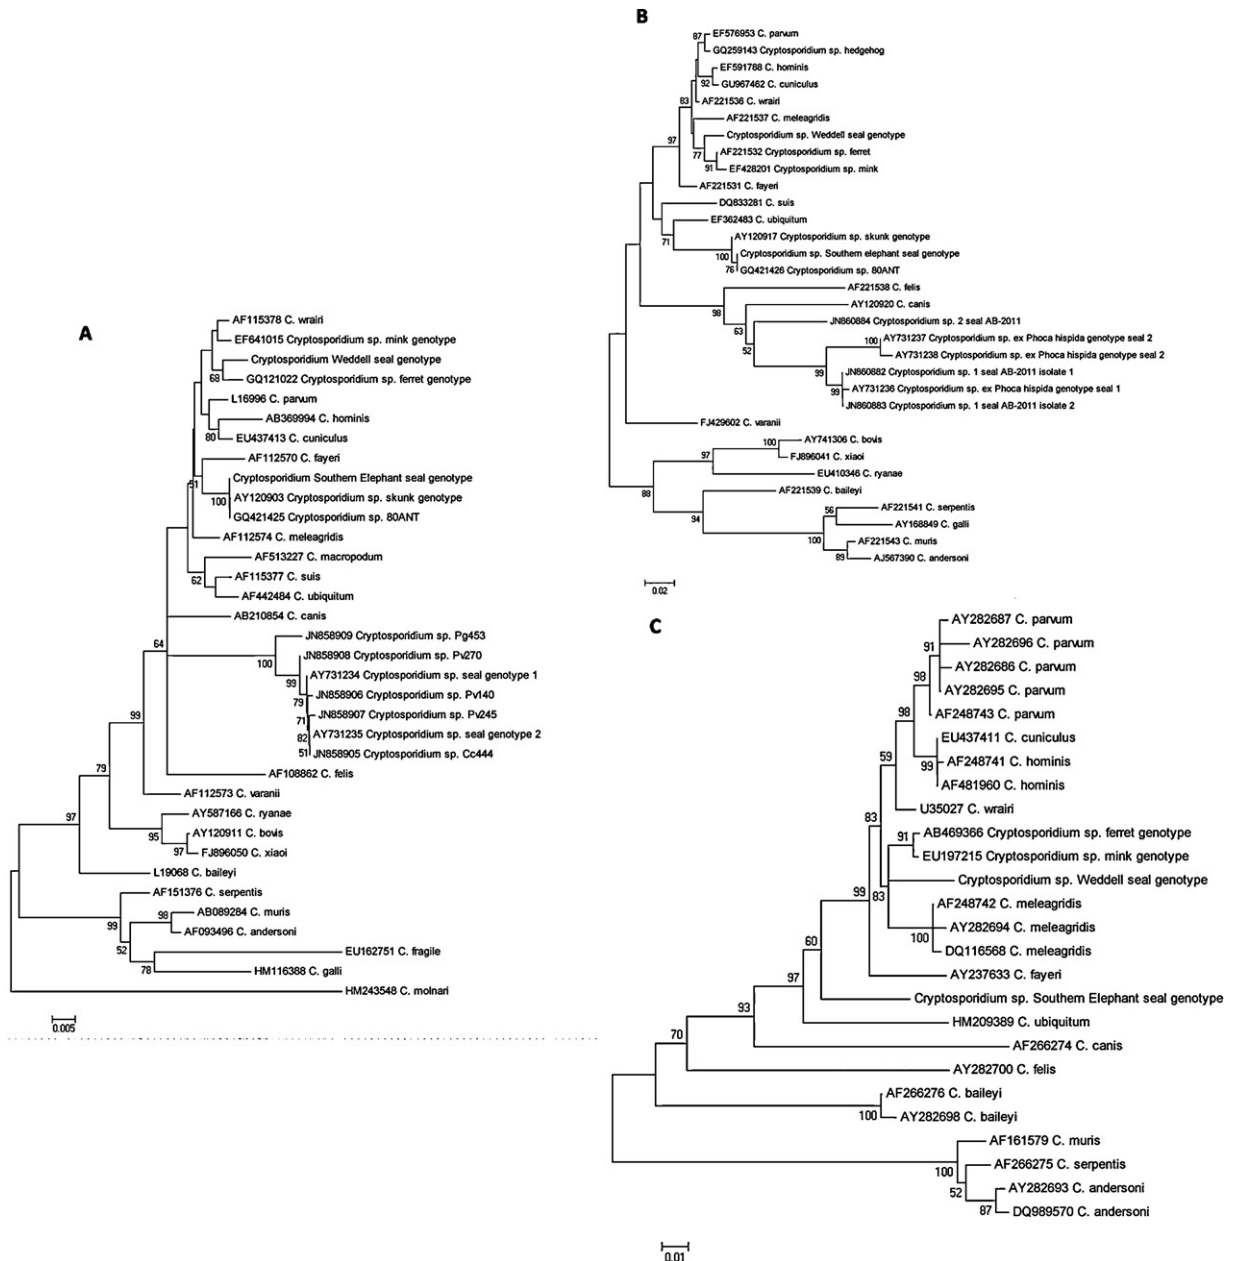 A
AF115378 C. wrairi
EF641015 Cryptosporidium sp. mink genotype
Cryptosporidium Weddell seal genotype
68
GQ121022 Cryptosporidium sp. ferret genotype
L16996 C. parvum
AB369994 C. hominis
80
EU437413 C. cuniculus
AF112570 C. fayeri
Cryptosporidium Southern Elephant seal genotype
51
100
AY120903 Cryptosporidium sp. skunk genotype
GQ421425 Cryptosporidium sp. 80ANT
AF112574 C. meleagridis
AF513227 C. macropodum
62
AF115377 C. suis
AF442484 C. ubiquitum
AB210854 C. canis
64
JN858909 Cryptosporidium sp. Pg453
100
JN858908 Cryptosporidium sp. Pv270
99
AY731234 Cryptosporidium sp. seal genotype 1
79
JN858906 Cryptosporidium sp. Pv140
71
JN858907 Cryptosporidium sp. Pv245
82
AY731235 Cryptosporidium sp. seal genotype 2
51
JN858905 Cryptosporidium sp. Cc444
99
AF108862 C. felis
79
AF112573 C. varanii
97
AY587166 C. ryanae
95
AY120911 C. bovis
97
FJ896050 C. xiaoi
L19068 C. baileyi
AF151376 C. serpentis
99
98
AB089284 C. muris
AF093496 C. andersoni
52
EU162751 C. fragile
78
HM116388 C. galli
HM243548 C. molnari
0.005
B
87
EF576953 C. parvum
GQ259143 Cryptosporidium sp. hedgehog
EF591788 C. hominis
92
GU967462 C. cuniculus
83
AF221536 C. wrairi
AF221537 C. meleagridis
Cryptosporidium sp. Weddell seal genotype
97
77
AF221532 Cryptosporidium sp. ferret
91
EF428201 Cryptosporidium sp. mink
AF221531 C. fayeri
DQ833281 C. suis
EF362483 C. ubiquitum
71
AY120917 Cryptosporidium sp. skunk genotype
100
Cryptosporidium sp. Southern elephant seal genotype
76
GQ421426 Cryptosporidium sp. 80ANT
AF221538 C. felis
98
AY120920 C. canis
63
JN860884 Cryptosporidium sp. 2 seal AB-2011
52
100
AY731237 Cryptosporidium sp. ex Phoca hispida genotype seal 2
AY731238 Cryptosporidium sp. ex Phoca hispida genotype seal 2
99
JN860882 Cryptosporidium sp. 1 seal AB-2011 isolate 1
99
AY731236 Cryptosporidium sp. ex Phoca hispida genotype seal 1
JN860883 Cryptosporidium sp. 1 seal AB-2011 isolate 2
FJ429602 C. varanii
100
AY741306 C. bovis
97
FJ896041 C. xiaoi
EU410346 C. ryanae
88
AF221539 C. baileyi
94
56
AF221541 C. serpentis
AY168849 C. galli
100
AF221543 C. muris
89
AJ567390 C. andersoni
0.02
C
AY282687 C. parvum
91
AY282696 C. parvum
98
AY282686 C. parvum
AY282695 C. parvum
98
AF248743 C. parvum
EU437411 C. cuniculus
59
99
AF248741 C. hominis
AF481960 C. hominis
U35027 C. wrairi
83
91
AB469366 Cryptosporidium sp. ferret genotype
EU197215 Cryptosporidium sp. mink genotype
99
83
Cryptosporidium sp. Weddell seal genotype
AF248742 C. meleagridis
100
AY282694 C. meleagridis
60
DQ116568 C. meleagridis
97
AY237633 C. fayeri
Cryptosporidium sp. Southern Elephant seal genotype
93
HM209389 C. ubiquitum
70
AF266274 C. canis
AY282700 C. felis
AF266276 C. baileyi
100
AY282698 C. baileyi
AF161579 C. muris
100
AF266275 C. serpentis
52
AY282693 C. andersoni
87
DQ989570 C. andersoni
0.01